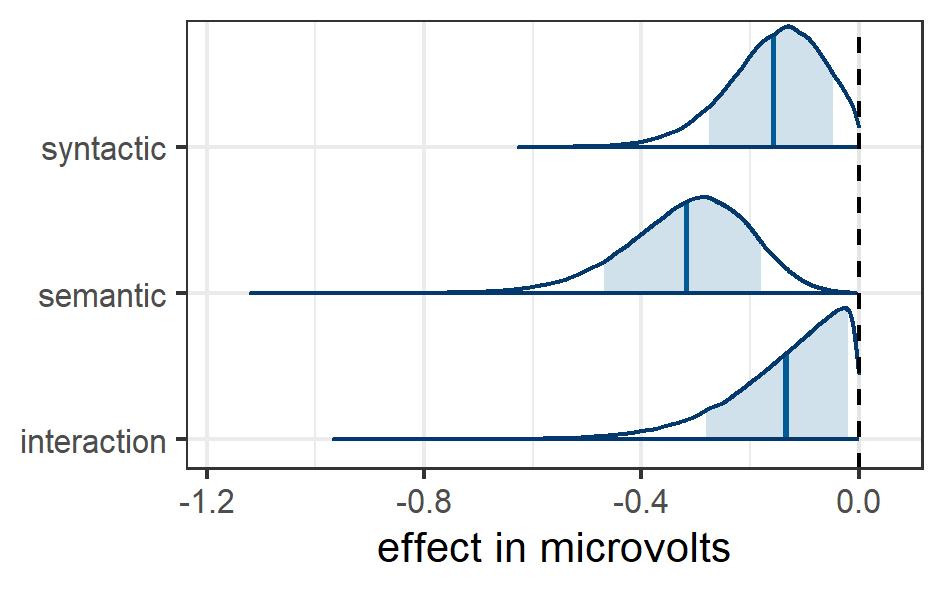 syntactic
semantic
interaction
-1.2 -0.8 -0.4 0.0
effect in microvolts